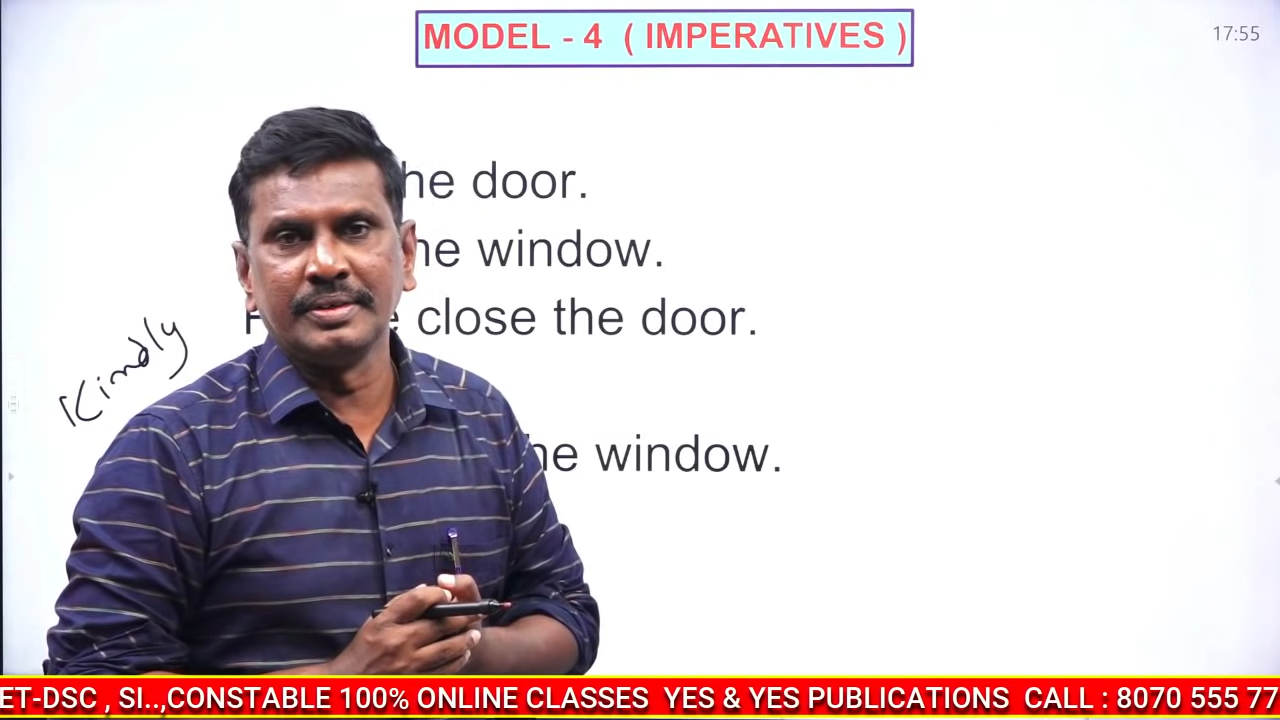 MODEL - 4 ( IMPERATIVES )
17:55
he door.
he window.
close the door.
Kindly
he window.
ET-DSC , SI..,CONSTABLE 100% ONLINE CLASSES YES & YES PUBLICATIONS CALL : 8070 555 77